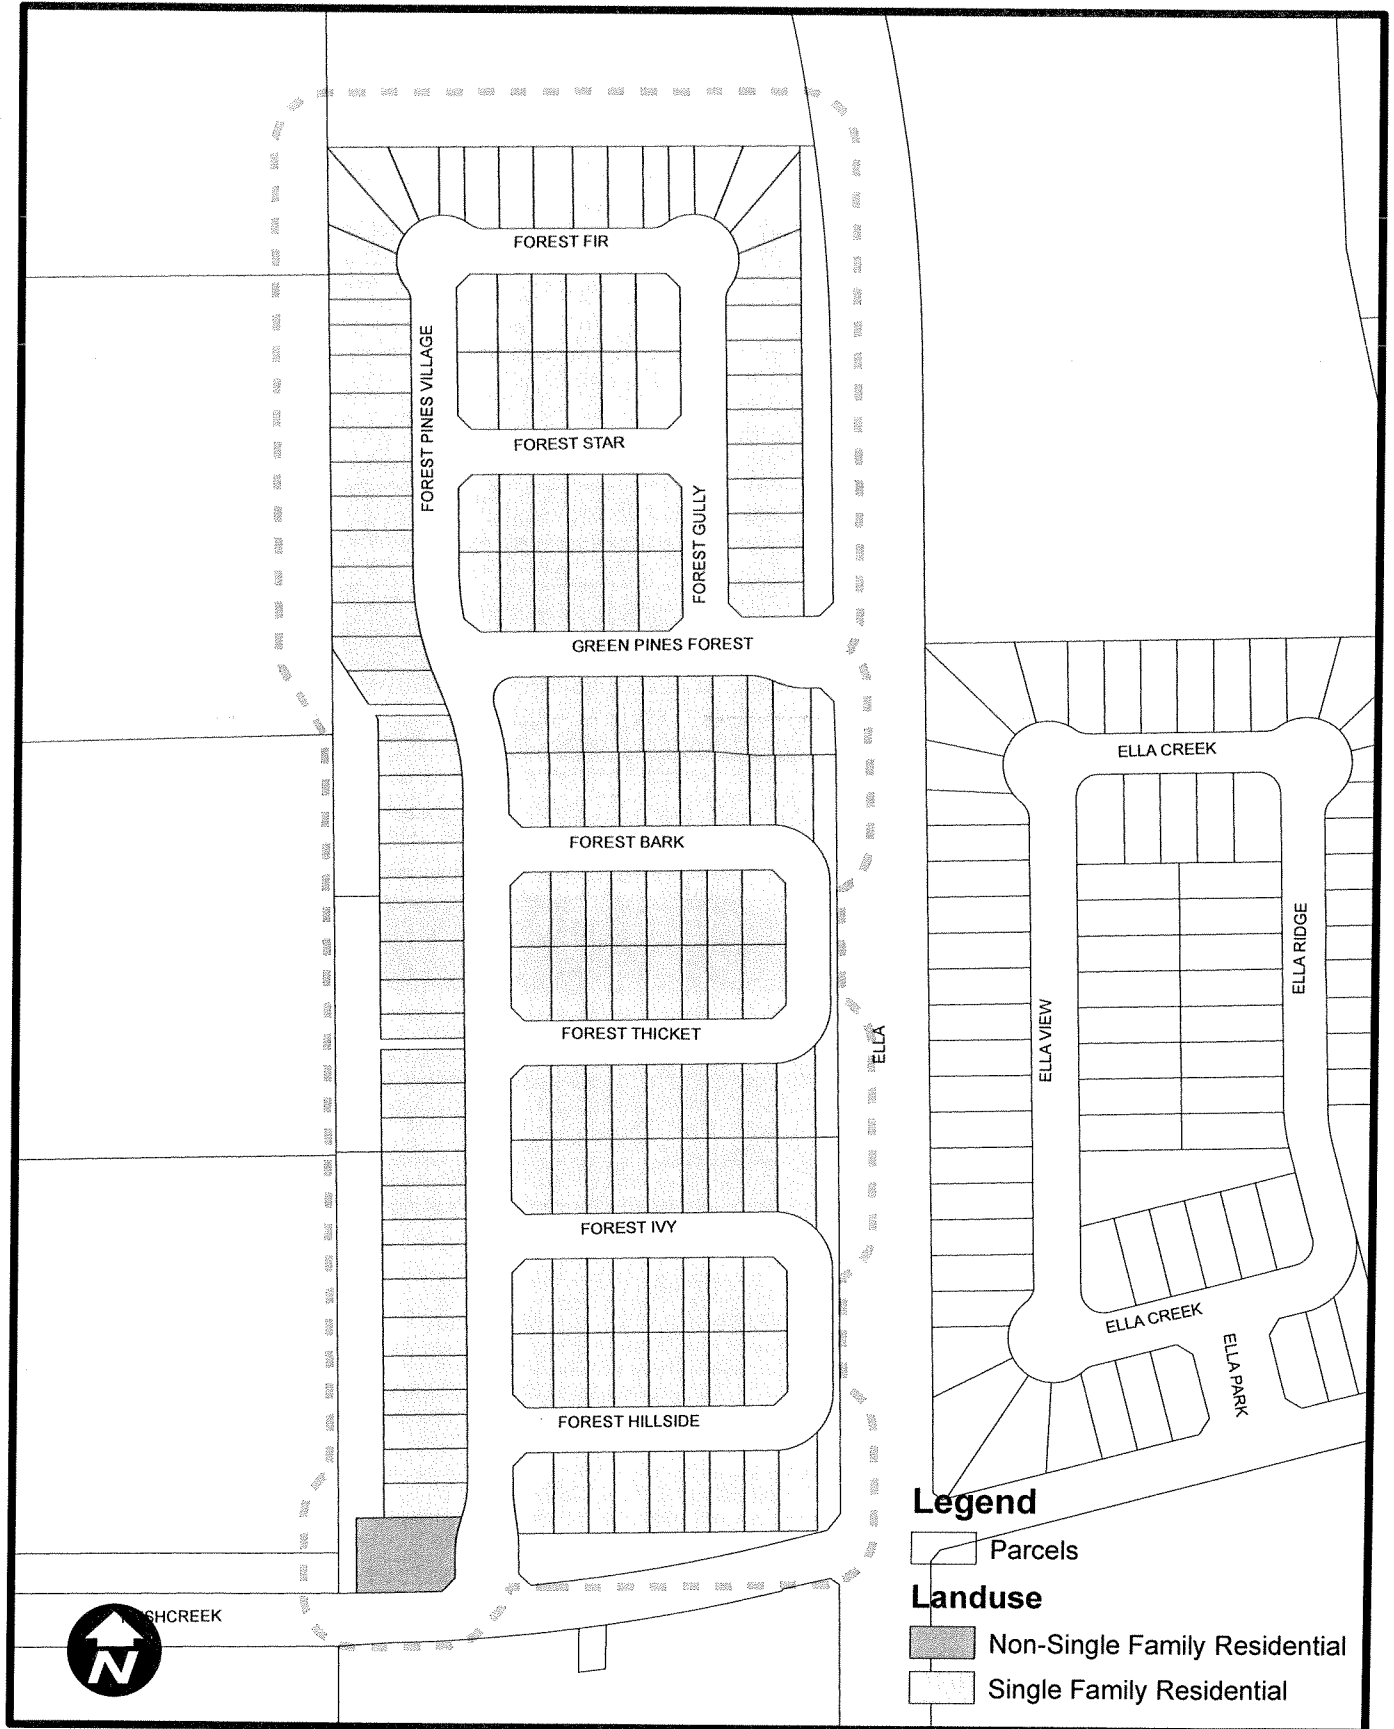 FOREST FIR
FOREST PINES VILLAGE
FOREST STAR
FOREST GULLY
GREEN PINES FOREST
ELLA CREEK
FOREST BARK
ELLA RIDGE
ELLA VIEW
FOREST THICKET
ELLA
FOREST IVY
ELLA CREEK
ELLA PARK
FOREST HILLSIDE
Legend
Parcels
Landuse
Non-Single Family Residential
Single Family Residential
N